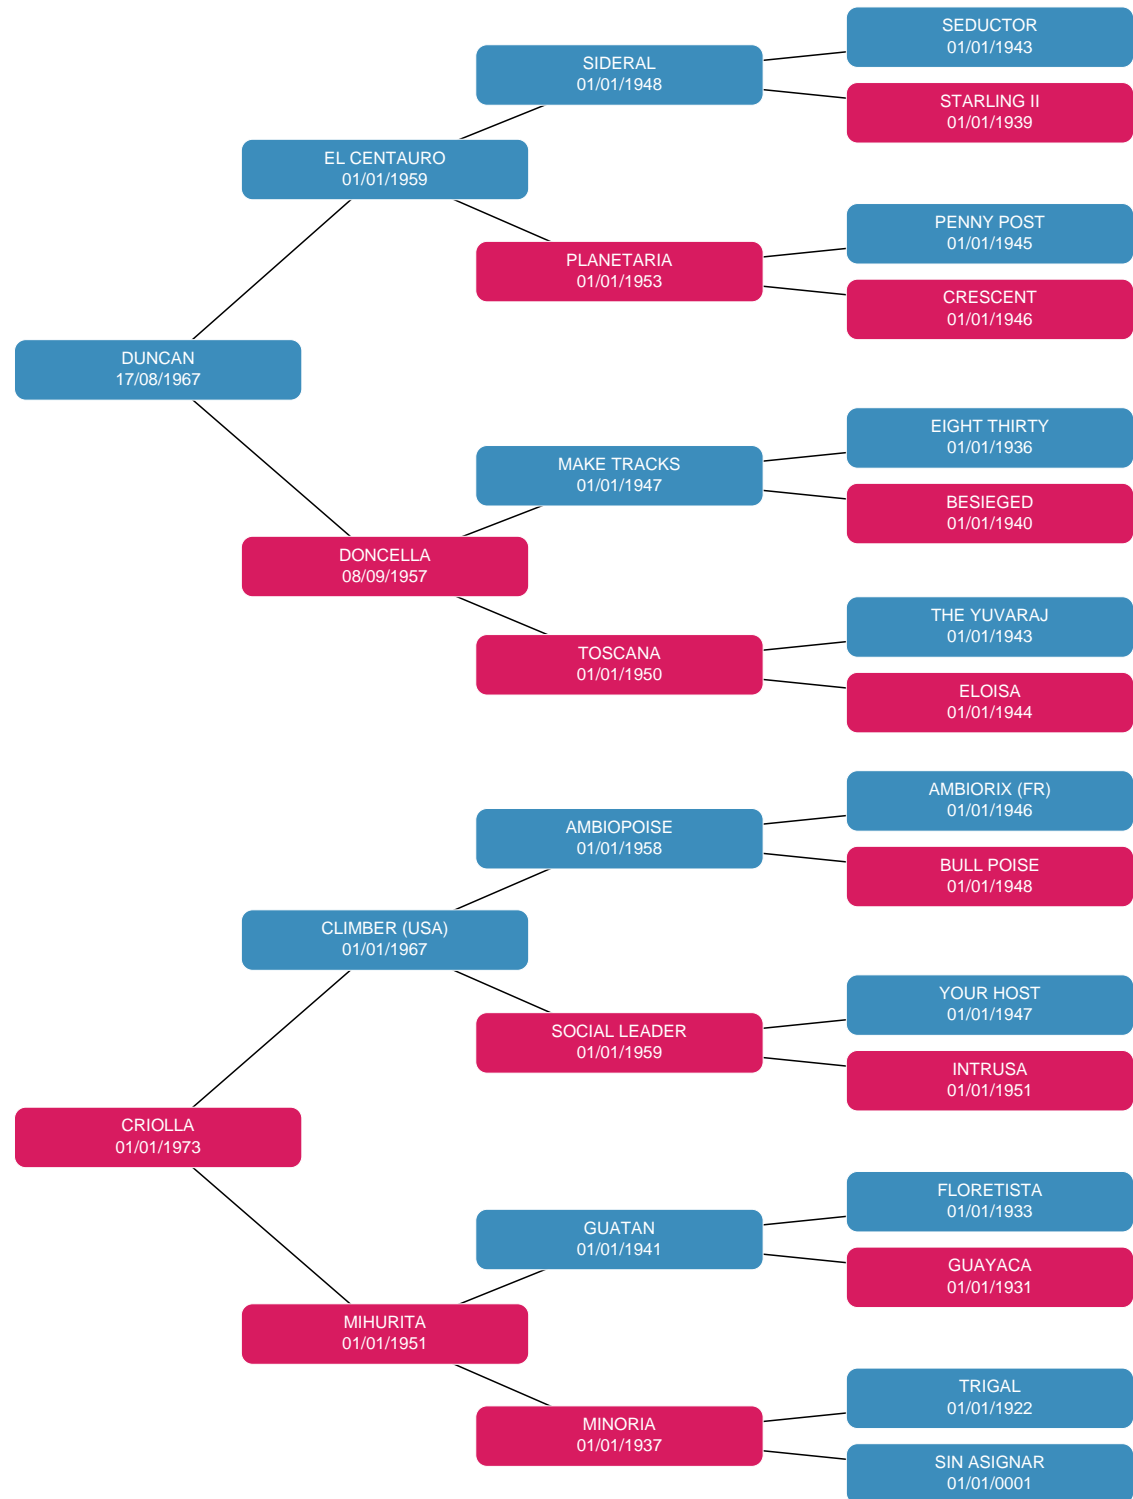 SEDUCTOR
01/01/1943
SIDERAL
01/01/1948
STARLING II
01/01/1939
EL CENTAURO
01/01/1959
PENNY POST
01/01/1945
PLANETARIA
01/01/1953
CRESCENT
01/01/1946
DUNCAN
17/08/1967
EIGHT THIRTY
01/01/1936
MAKE TRACKS
01/01/1947
BESIEGED
01/01/1940
DONCELLA
08/09/1957
THE YUVARAJ
01/01/1943
TOSCANA
01/01/1950
ELOISA
01/01/1944
AMBIORIX (FR)
01/01/1946
AMBIOPOISE
01/01/1958
BULL POISE
01/01/1948
CLIMBER (USA)
01/01/1967
YOUR HOST
01/01/1947
SOCIAL LEADER
01/01/1959
INTRUSA
01/01/1951
CRIOLLA
01/01/1973
FLORETISTA
01/01/1933
GUATAN
01/01/1941
GUAYACA
01/01/1931
MIHURITA
01/01/1951
TRIGAL
01/01/1922
MINORIA
01/01/1937
SIN ASIGNAR
01/01/0001